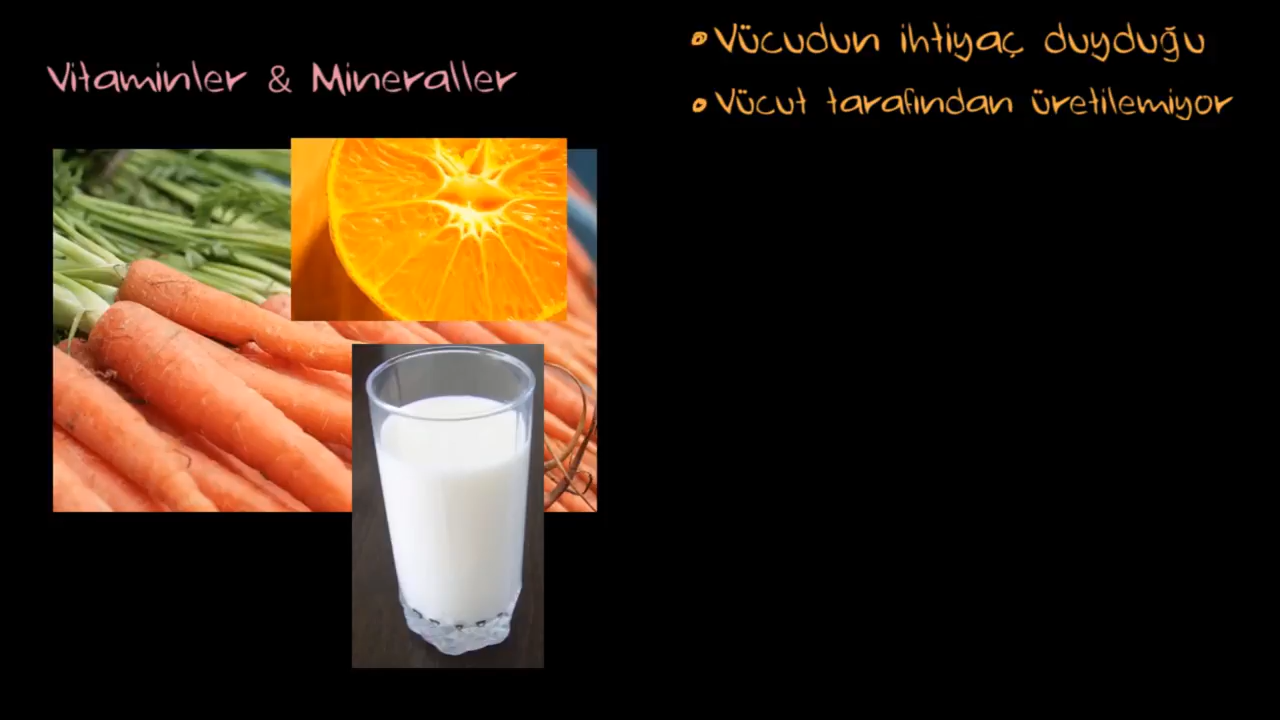 Vitaminler & Mineraller
• Vücudun ihtiyaç duyduğu
• Vücut tarafından üretilemiyor